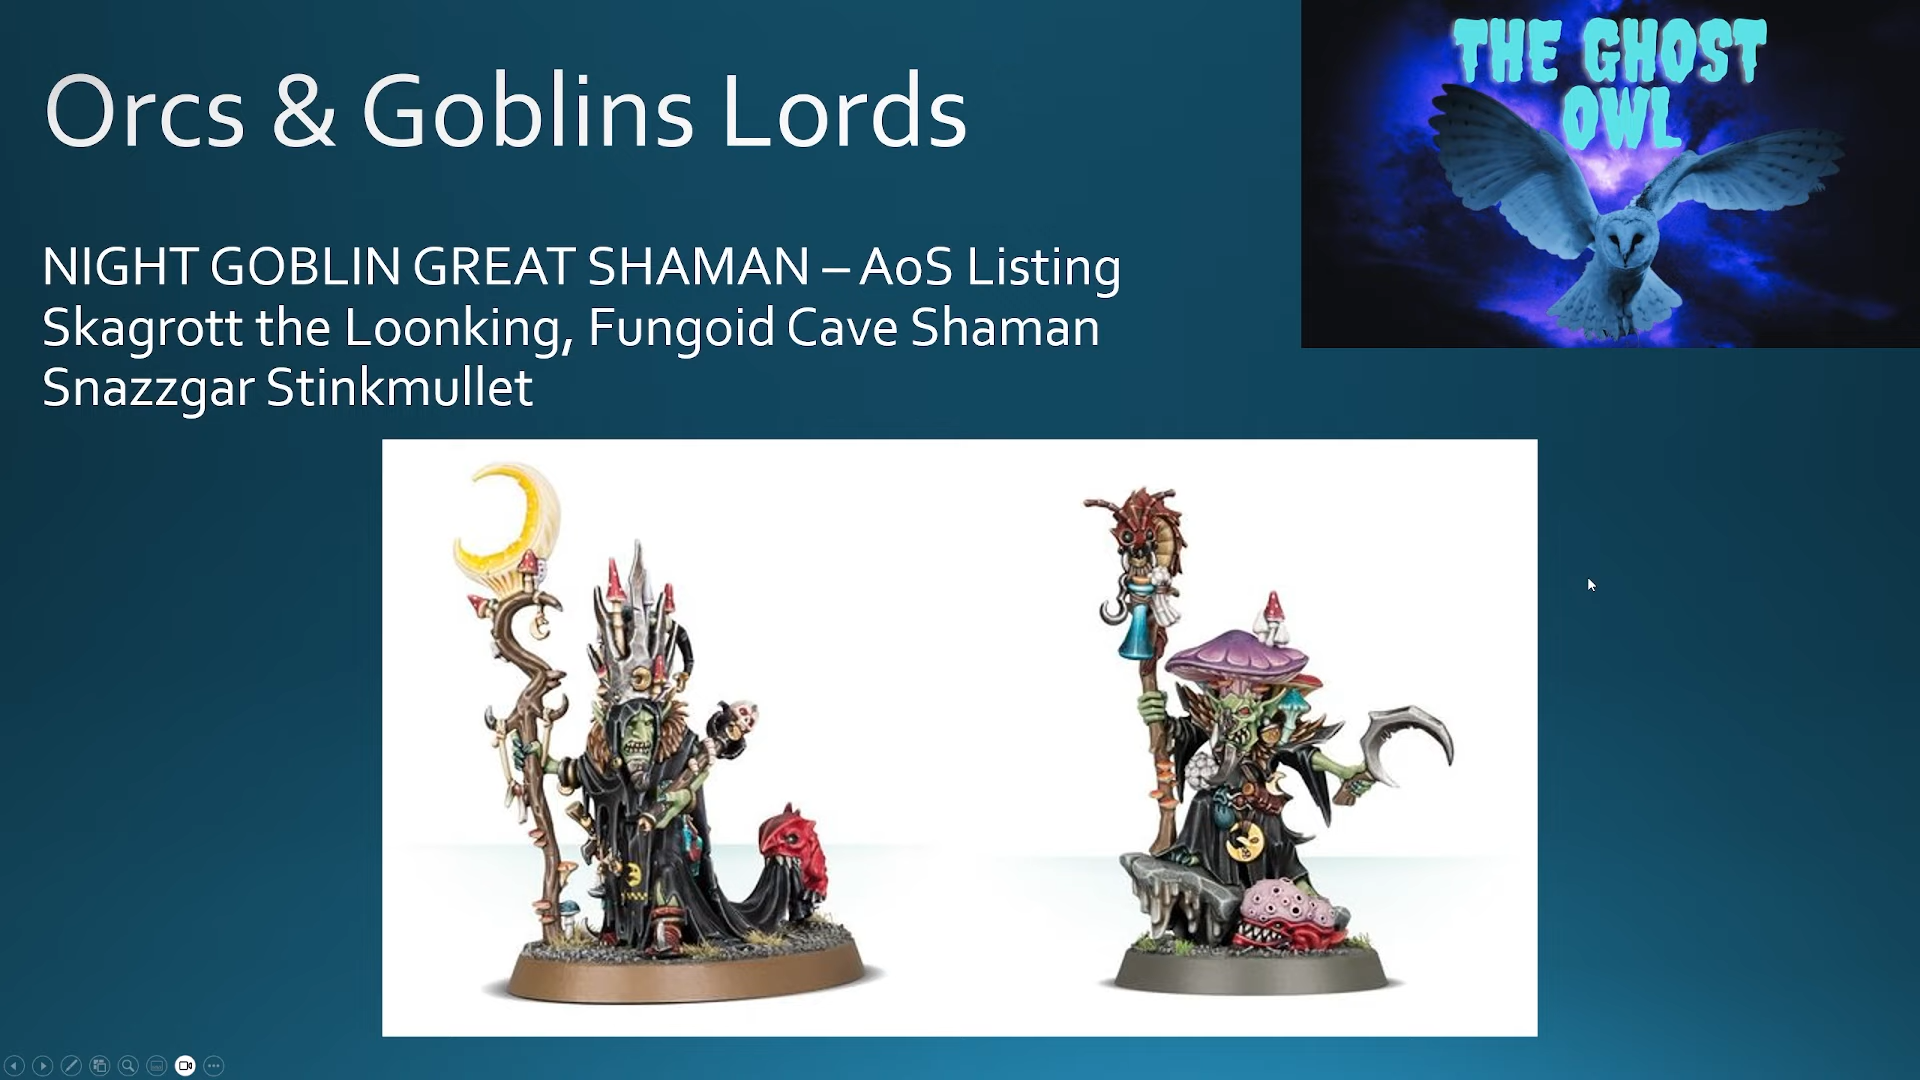 Orcs & Goblins Lords
THE GHOST
OWL
NIGHT GOBLIN GREAT SHAMAN – AoS Listing
Skagrott the Loonking, Fungoid Cave Shaman
Snazzgar Stinkmullet